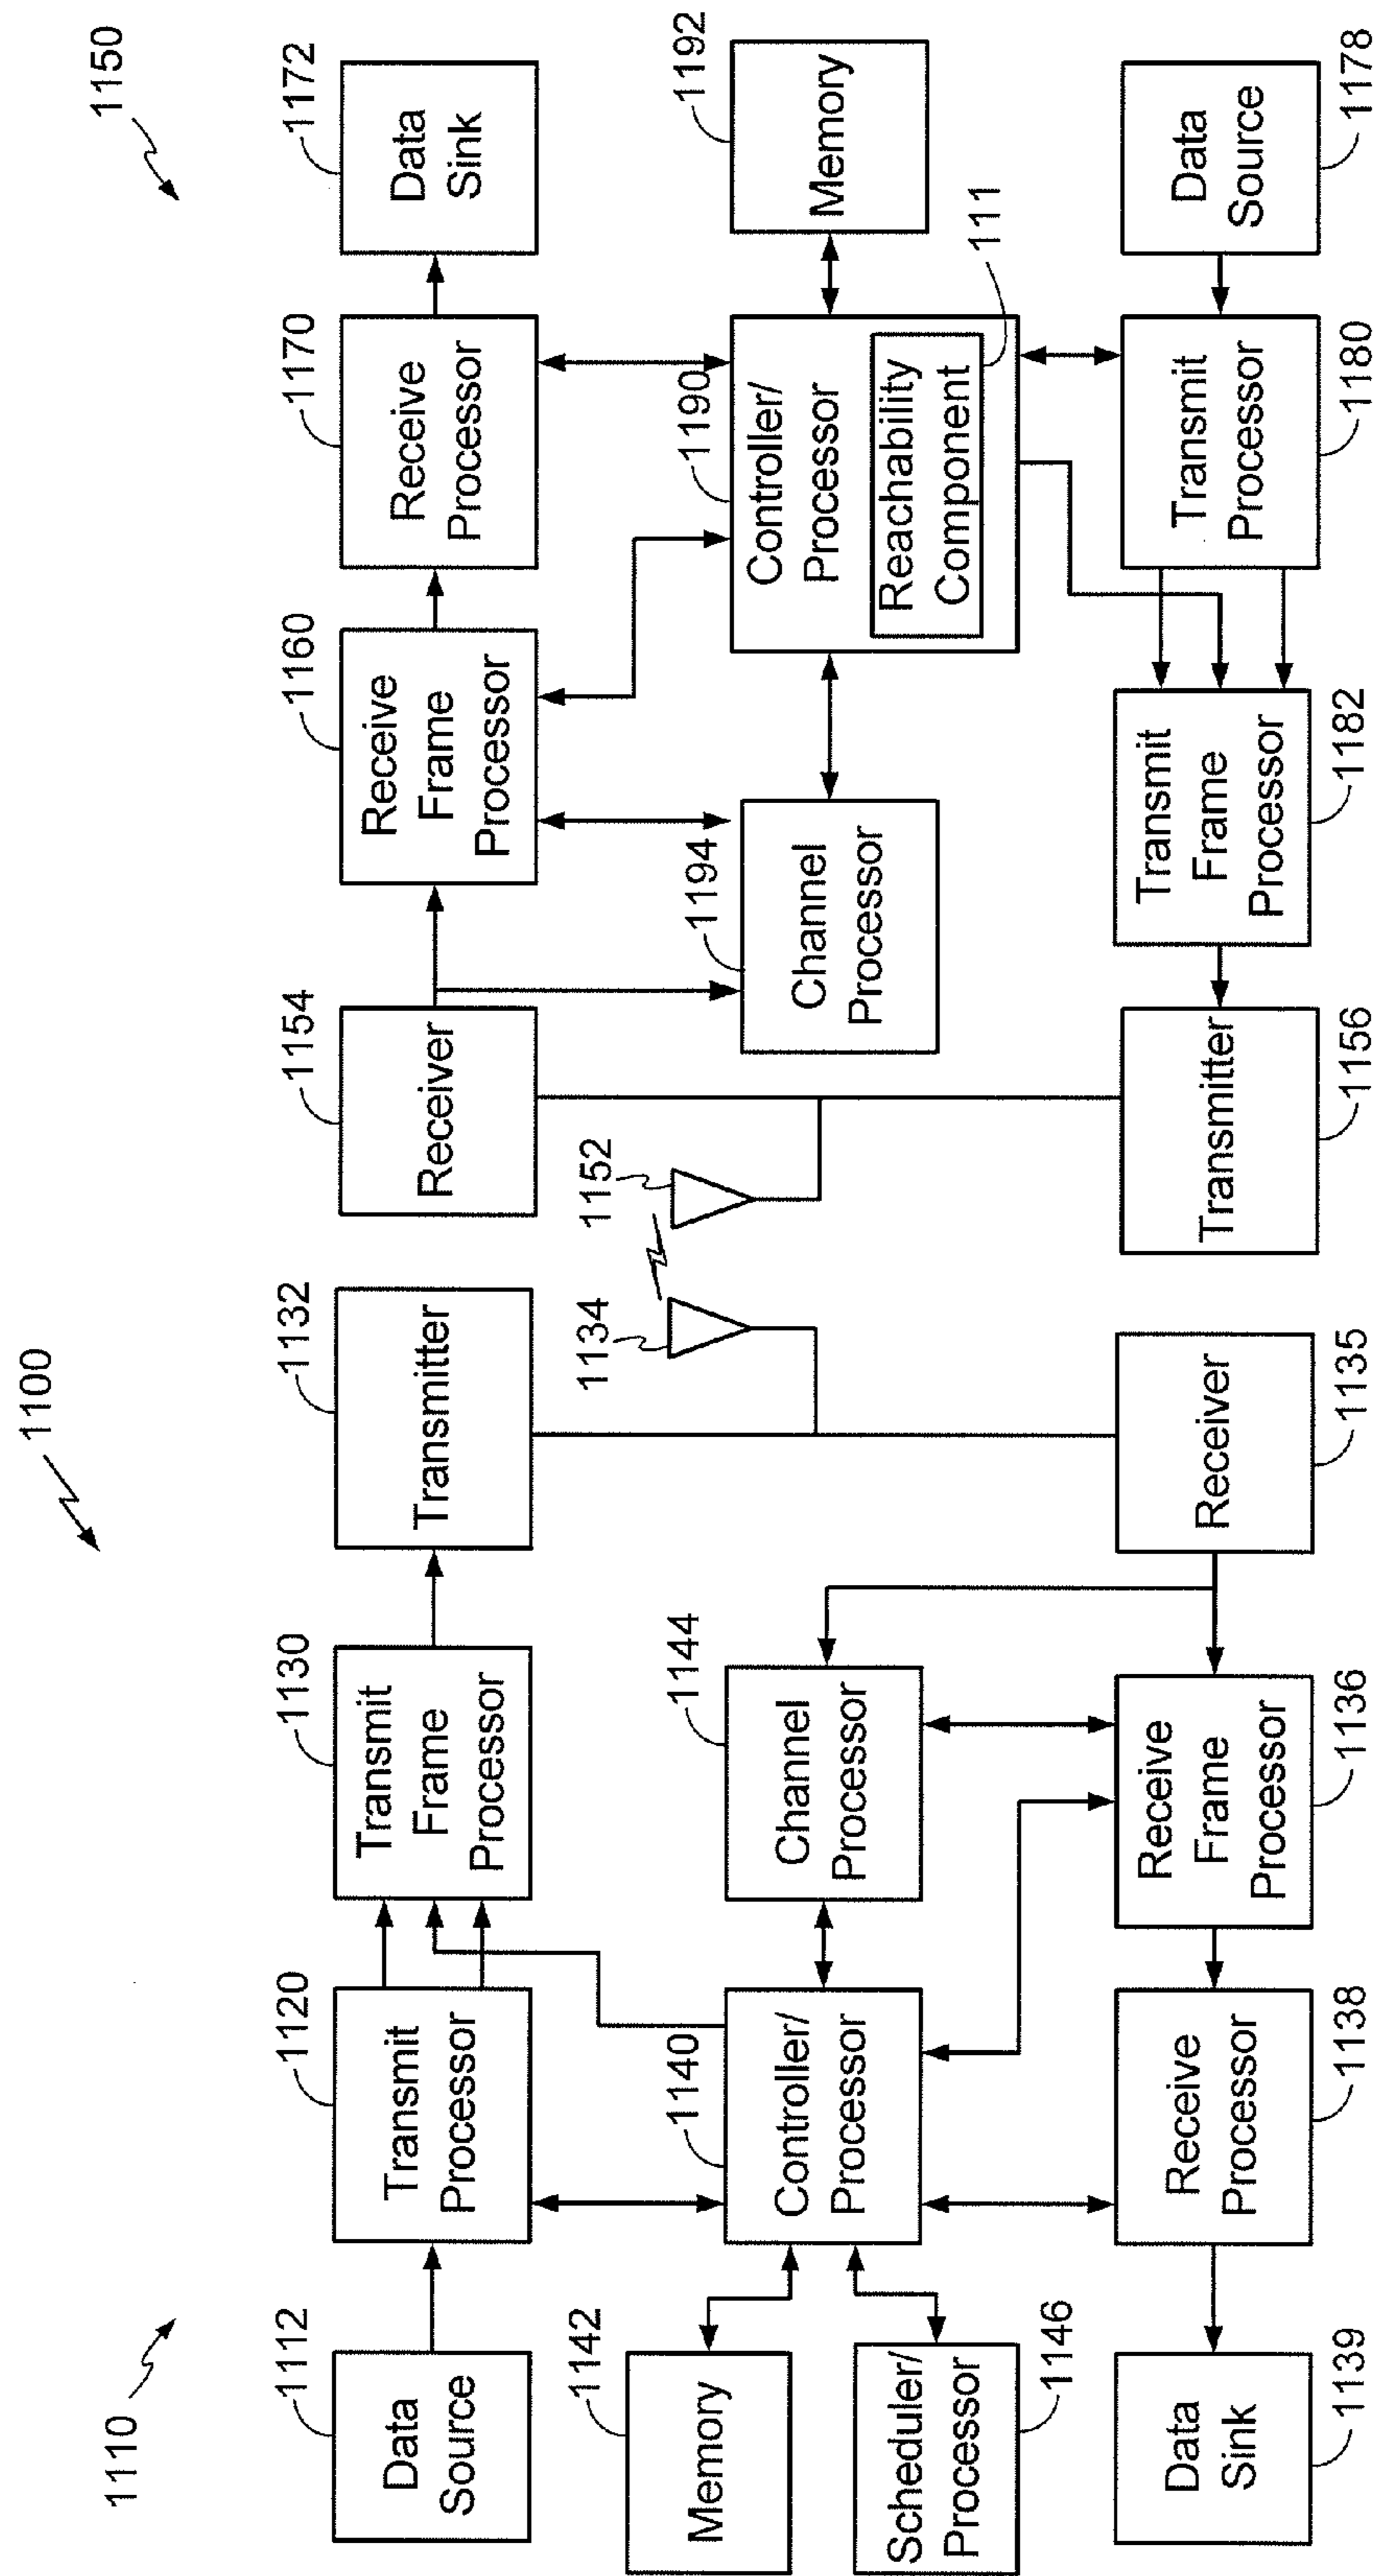 1100
1110
1150
1112
Data
Source
1120
Transmit
Processor
1130
Transmit
Frame
Processor
1132
Transmitter
1154
Receiver
1160
Receive
Frame
Processor
1170
Receive
Processor
1172
Data
Sink
1142
Memory
1140
Controller/
Processor
1144
Channel
Processor
1134
1152
1194
Channel
Processor
1190
Controller/
Processor
Reachability
Component
111
1192
Memory
Scheduler/
Processor
1146
Data
Sink
1139
Receive
Processor
1138
Receive
Frame
Processor
1136
Receiver
1135
Transmitter
1156
Transmit
Frame
Processor
1182
Transmit
Processor
1180
Data
Source
1178